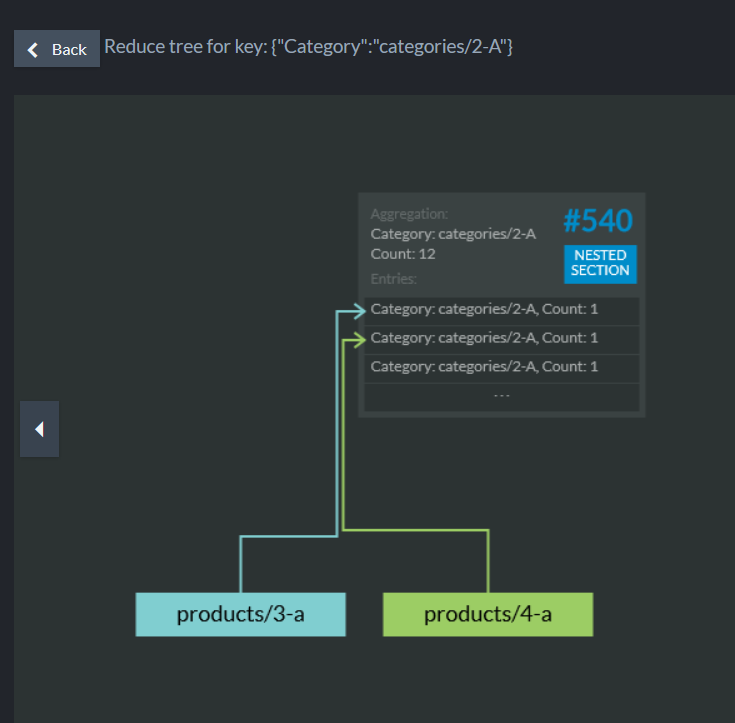 Back
Reduce tree for key: {"Category":"categories/2-A"}
Aggregation:
Category: categories/2-A
Count: 12
#540
NESTED
SECTION
Entries:
Category: categories/2-A, Count: 1
Category: categories/2-A, Count: 1
Category: categories/2-A, Count: 1
...
products/3-a
products/4-a